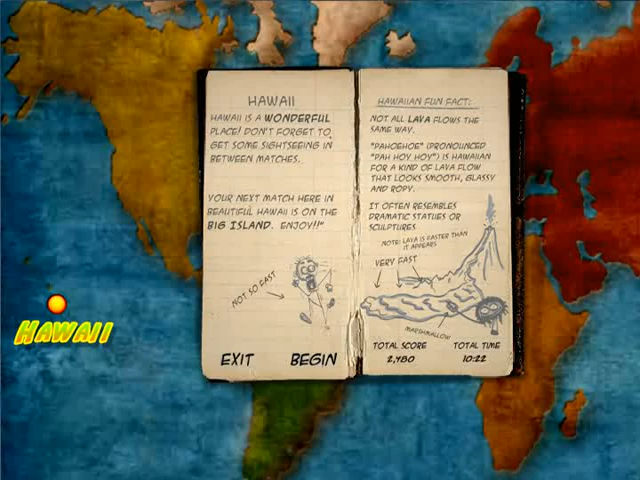 HAWAII
HAWAII IS A WONDERFUL
PLACE! DON'T FORGET TO
GET SOME SIGHTSEEING IN
BETWEEN MATCHES.
YOUR NEXT MATCH HERE IN
BEAUTIFUL HAWAII IS ON THE
BIG ISLAND. ENJOY!!"
NOT SO FAST
EXIT BEGIN
HAWAIIAN FUN FACT:
NOT ALL LAVA FLOWS THE
SAME WAY.
"PAHOEHOE" (PRONOUNCED
"PAH HOY HOY") IS HAWAIIAN
FOR A KIND OF LAVA FLOW
THAT LOOKS SMOOTH, GLASSY
AND ROPY.
IT OFTEN RESEMBLES
DRAMATIC STATUES OR
SCULPTURES
NOTE: LAVA IS FASTER THAN
IT APPEARS
VERY FAST
MARSHMALLOW
TOTAL SCORE TOTAL TIME
2,480 10:22
HAWAII